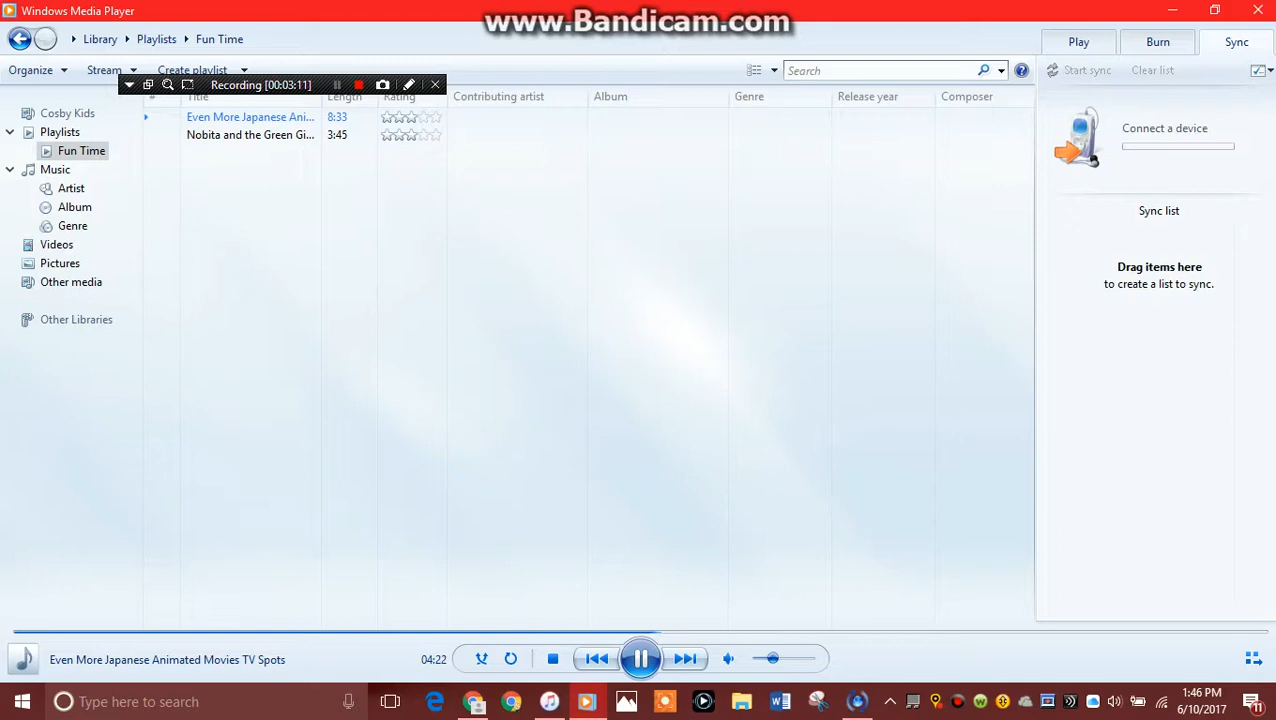 Windows Media Player
www.Bandicam.com
Library Playlists Fun Time
Play Burn Sync
Organize Stream Create playlist
Search
Start sync Clear list
Recording [00:03:11]
Title Length Rating Contributing artist Album Genre Release year Composer
Cosby Kids
Playlists
Fun Time
Music
Artist
Album
Genre
Videos
Pictures
Other media
Other Libraries
Even More Japanese Ani... 8:33
Nobita and the Green Gi... 3:45
Connect a device
Sync list
Drag items here
to create a list to sync.
Even More Japanese Animated Movies TV Spots 04:22
Type here to search
1:46 PM
6/10/2017
11